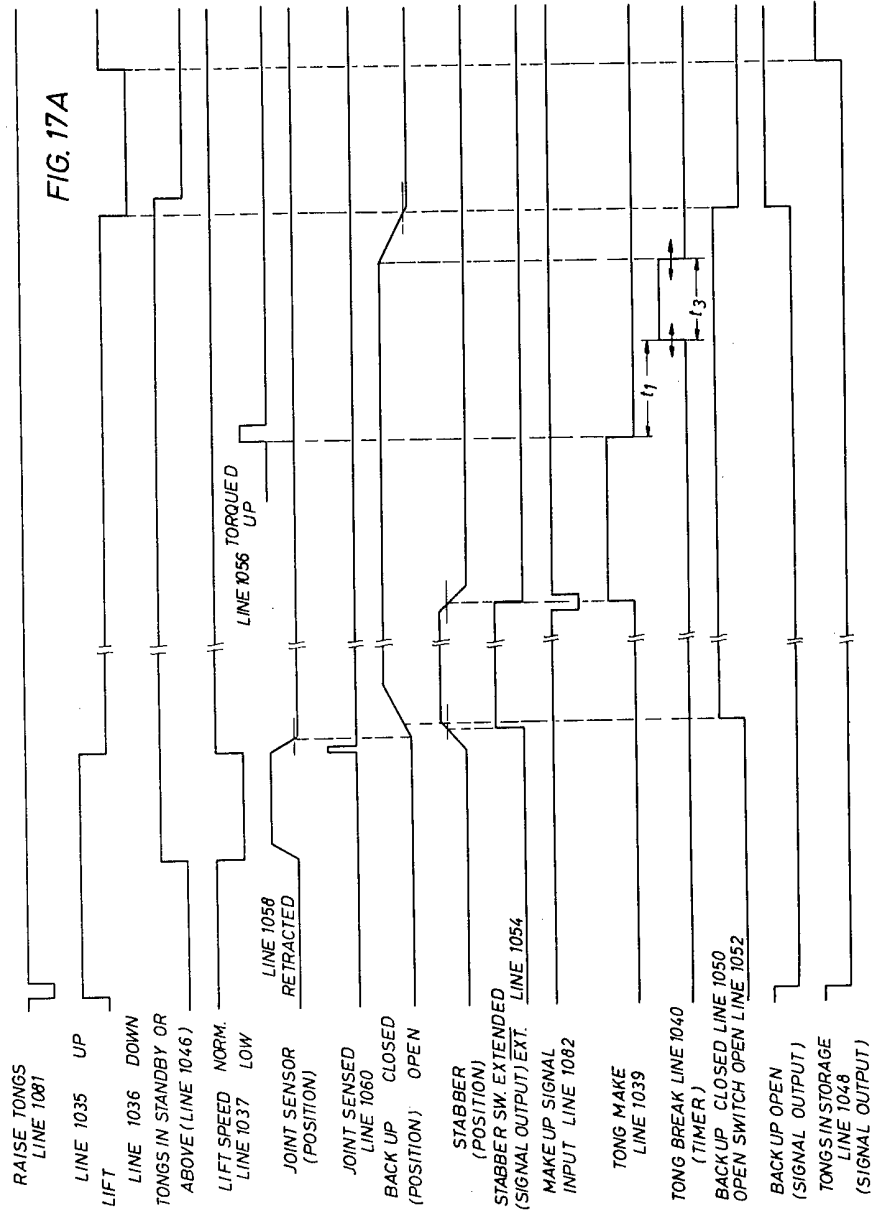 FIG. 17A
RAISE TONGS
LINE 1081
LINE 1035 UP
LIFT
LINE 1036 DOWN
TONGS IN STANDBY OR
ABOVE (LINE 1046)
LIFT SPEED NORM.
LINE 1037 LOW
LINE 1058
RETRACTED
JOINT SENSOR
(POSITION)
LINE 1056 TORQUED
UP
JOINT SENSED
LINE 1060
BACK UP CLOSED
(POSITION) OPEN
STABBER
(POSITION)
STABBER SW. EXTENDED
(SIGNAL OUTPUT) EXT. LINE 1054
MAKE UP SIGNAL
INPUT LINE 1082
TONG MAKE
LINE 1039
t1
t3
TONG BREAK LINE 1040
(TIMER)
BACK UP CLOSED LINE 1050
OPEN SWITCH OPEN LINE 1052
BACK UP OPEN
(SIGNAL OUTPUT)
TONGS IN STORAGE
LINE 1048
(SIGNAL OUTPUT)